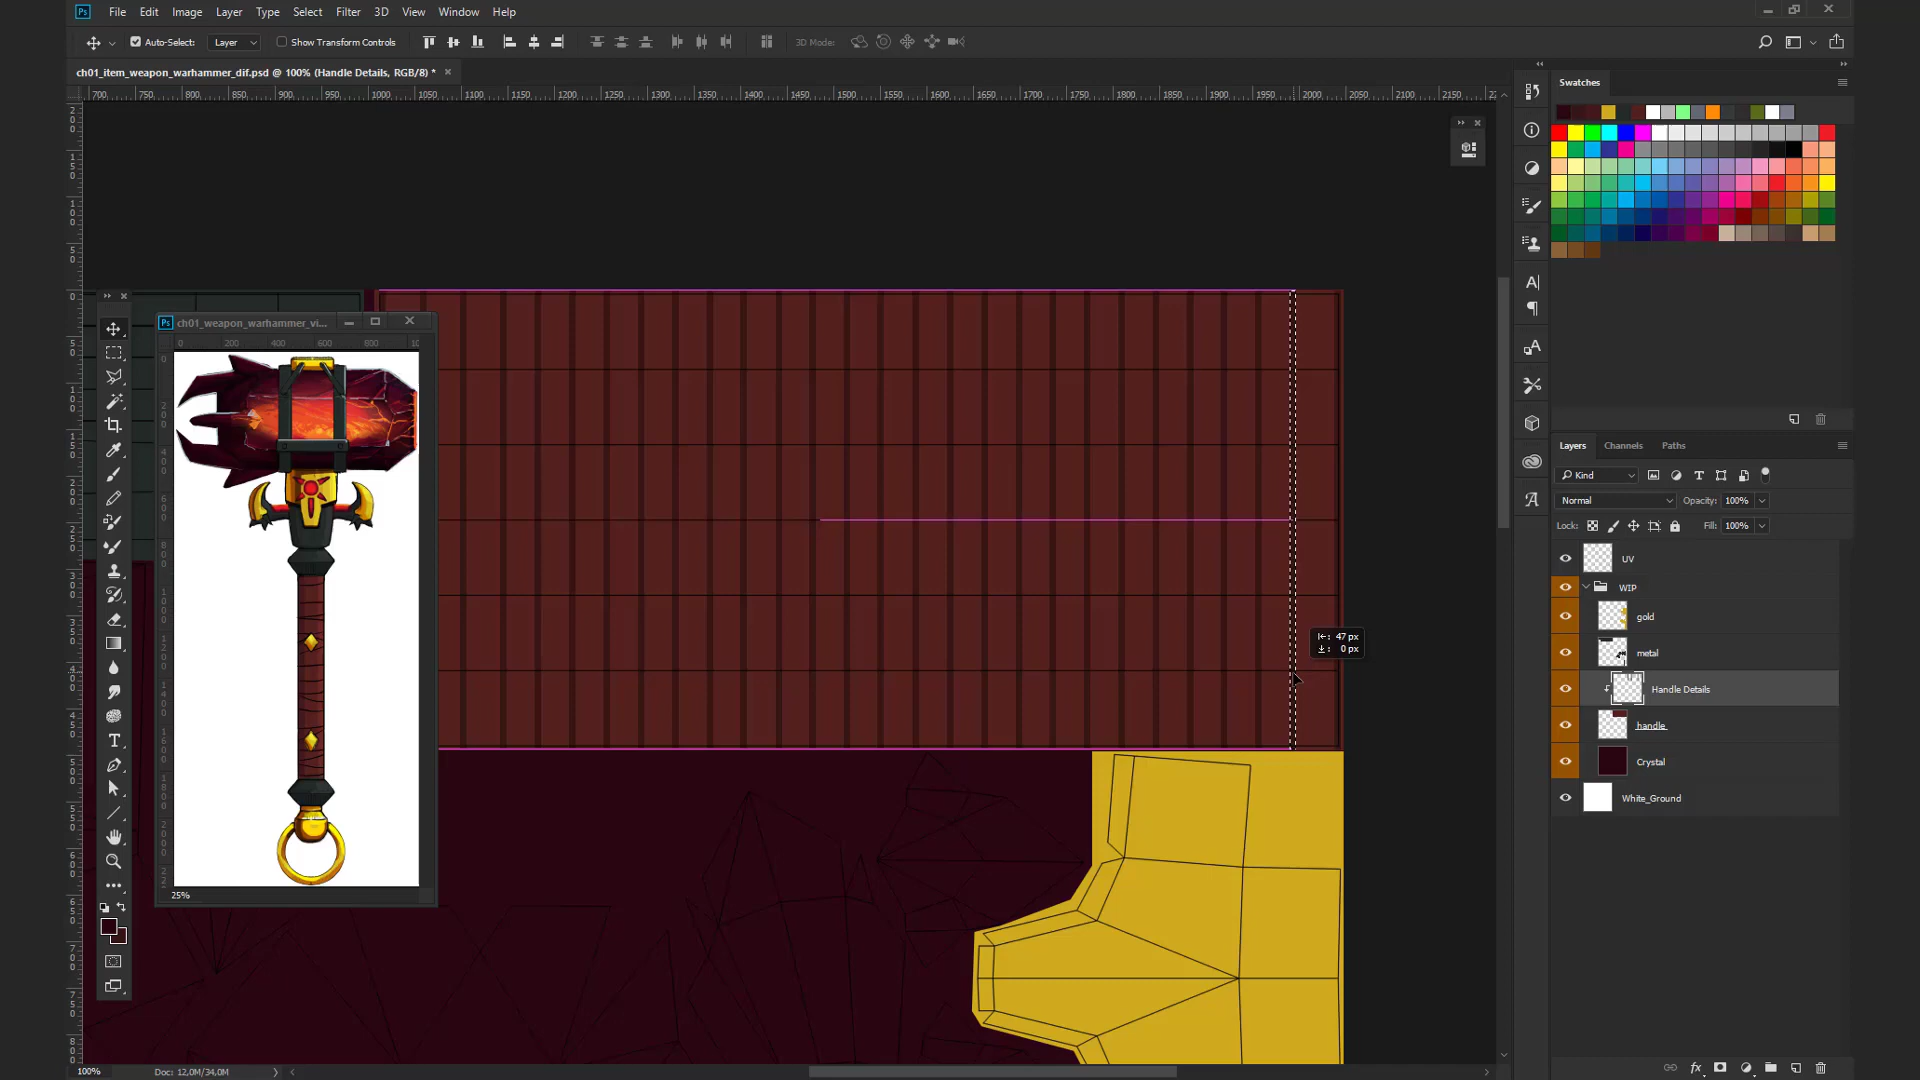 Ps File Edit Image Layer Type Select Filter 3D View Window Help
Auto-Select: Layer Show Transform Controls 3D Mode:
ch01_item_weapon_warhammer_dif.psd @ 100% (Handle Details, RGB/8) *
700 750 800 850 900 950 1000 1050 1100 1150 1200 1250 1300 1350 1400 1450 1500 1550 1600 1650 1700 1750 1800 1850 1900 1950 2000 2050 2100 2150
Swatches
Ps ch01_weapon_warhammer_vi...
0 200 400 600 800
25%
47 px
0 px
Layers Channels Paths
Kind
Normal Opacity: 100%
Lock: Fill: 100%
UV
WIP
gold
metal
Handle Details
handle
Crystal
White_Ground
100% Doc: 12,0M/34,0M